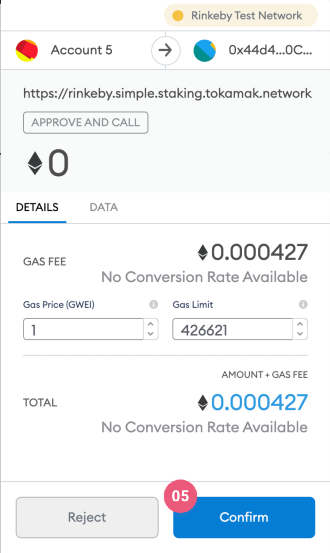 Rinkeby Test Network
Account 5 0x44d4...0C...
https://rinkeby.simple.staking.tokamak.network
APPROVE AND CALL
0
DETAILS DATA
GAS FEE 0.000427
No Conversion Rate Available
Gas Price (GWEI) Gas Limit
1 426621
AMOUNT + GAS FEE
TOTAL 0.000427
No Conversion Rate Available
05
Reject Confirm